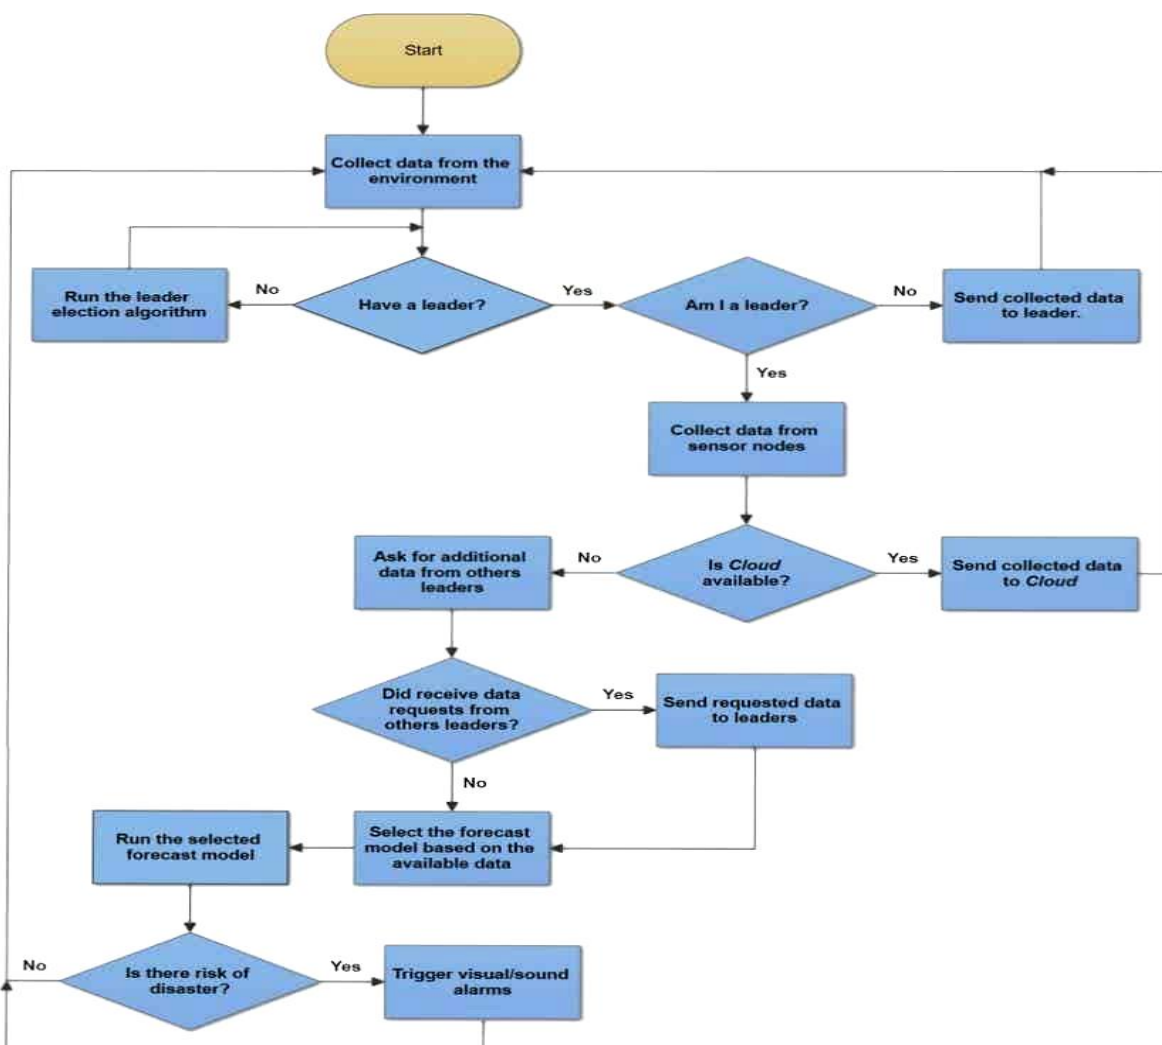 Start
Collect data from the
environment
No
Yes
No
Run the leader
election algorithm
Have a leader?
Am I a leader?
Send collected data
to leader.
Yes
Collect data from
sensor nodes
Ask for additional
data from others
leaders
No
Is Cloud
available?
Yes
Send collected data
to Cloud
Did receive data
requests from
others leaders?
Yes
Send requested data
to leaders
No
Run the selected
forecast model
Select the forecast
model based on the
available data
No
Is there risk of
disaster?
Yes
Trigger visual/sound
alarms